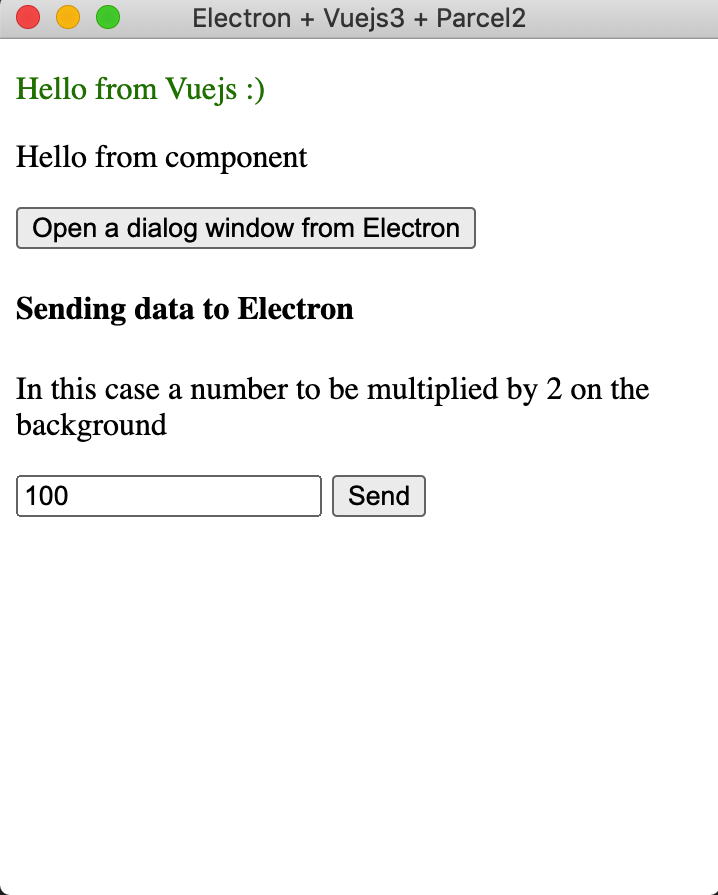 Electron + Vuejs3 + Parcel2
Hello from Vuejs :)
Hello from component
Open a dialog window from Electron
Sending data to Electron
In this case a number to be multiplied by 2 on the
background
100 Send